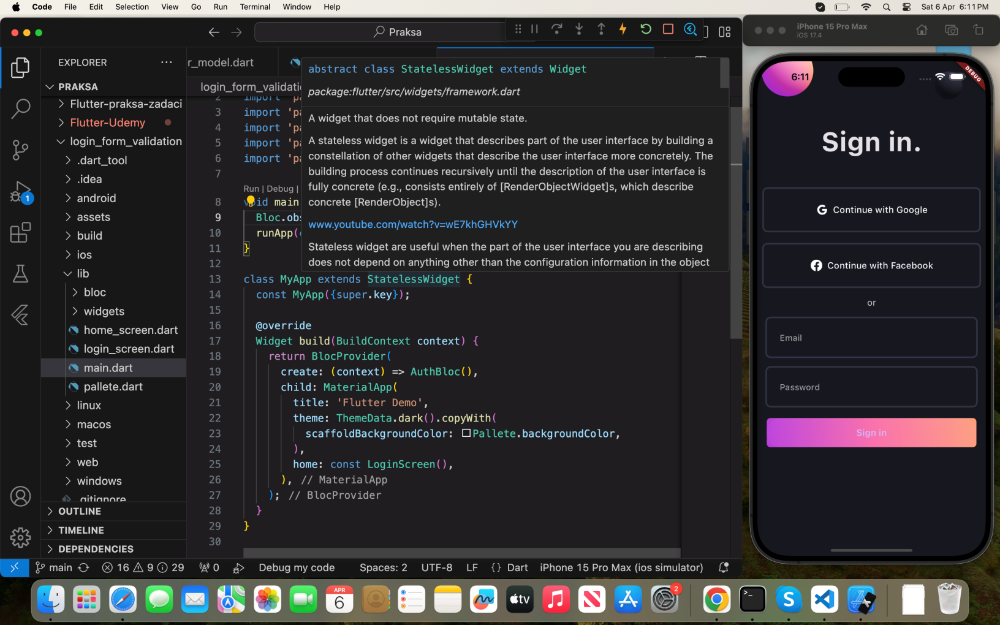 Code File Edit Selection View Go Run Terminal Window Help
Sat 6 Apr 6:11 PM
Praksa
iPhone 15 Pro Max
iOS 17.4
EXPLORER
r_model.dart
PRAKSA
login_form_validati
Flutter-praksa-zadaci
Flutter-Udemy
login_form_validation
.dart_tool
.idea
android
assets
build
ios
lib
bloc
widgets
home_screen.dart
login_screen.dart
main.dart
pallete.dart
linux
macos
test
web
windows
.gitignore
OUTLINE
TIMELINE
DEPENDENCIES
1
abstract class StatelessWidget extends Widget
package:flutter/src/widgets/framework.dart
A widget that does not require mutable state.
A stateless widget is a widget that describes part of the user interface by building a
constellation of other widgets that describe the user interface more concretely. The
building process continues recursively until the description of the user interface is
fully concrete (e.g., consists entirely of [RenderObjectWidget]s, which describe
concrete [RenderObject]s).
www.youtube.com/watch?v=wE7khGHVkYY
Stateless widget are useful when the part of the user interface you are describing
does not depend on anything other than the configuration information in the object
2 import 'pa
3 import 'pa
4 import 'pa
5 import 'pa
6 import 'pa
7
Run | Debug |
8 void main
9 Bloc.obs
10 runApp(
11 }
12
13 class MyApp extends StatelessWidget {
14 const MyApp({super.key});
15
16 @override
17 Widget build(BuildContext context) {
18 return BlocProvider(
19 create: (context) => AuthBloc(),
20 child: MaterialApp(
21 title: 'Flutter Demo',
22 theme: ThemeData.dark().copyWith(
23 scaffoldBackgroundColor: Pallete.backgroundColor,
24 ),
25 home: const LoginScreen(),
26 ), // MaterialApp
27 ); // BlocProvider
28 }
29 }
30
main 16 9 29 0 Debug my code Spaces: 2 UTF-8 LF {} Dart iPhone 15 Pro Max (ios simulator)
6:11
DEBUG
Sign in.
Continue with Google
Continue with Facebook
or
Email
Password
Sign in
APR
6
tv
2